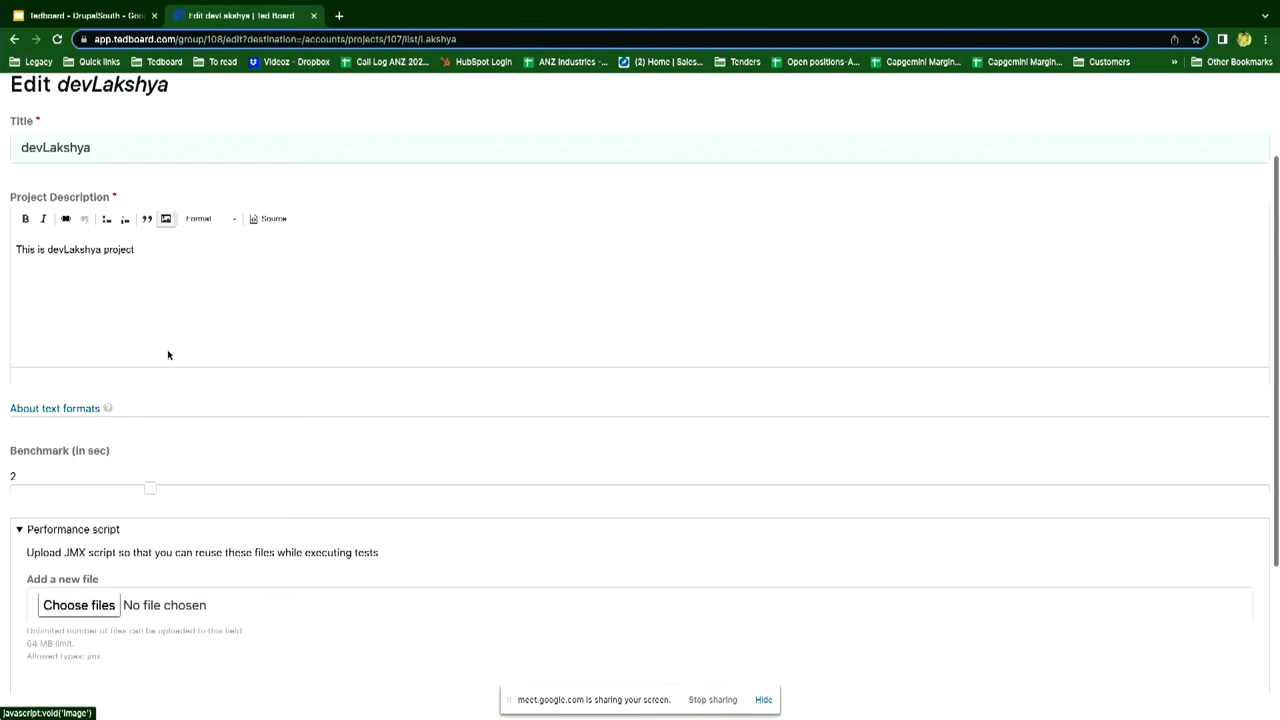 Tedboard - DrupalSouth - Goo
Edit devLakshya | Ted Board
app.tedboard.com/group/108/edit?destination=/accounts/projects/107/list/Lakshya
Legacy
Quick links
Tedboard
To read
Videoz - Dropbox
Call Log ANZ 202...
HubSpot Login
ANZ Industries -...
(2) Home | Sales...
Tenders
Open positions-A...
Capgemini Margin...
Capgemini Margin...
Customers
»
Other Bookmarks
Edit devLakshya
Title *
devLakshya
Project Description *
B I Format Source
This is devLakshya project
About text formats
Benchmark (in sec)
2
Performance script
Upload JMX script so that you can reuse these files while executing tests
Add a new file
Choose files No file chosen
Unlimited number of files can be uploaded to this field.
64 MB limit.
Allowed types: jmx.
meet.google.com is sharing your screen. Stop sharing Hide
javascript:void('Image')